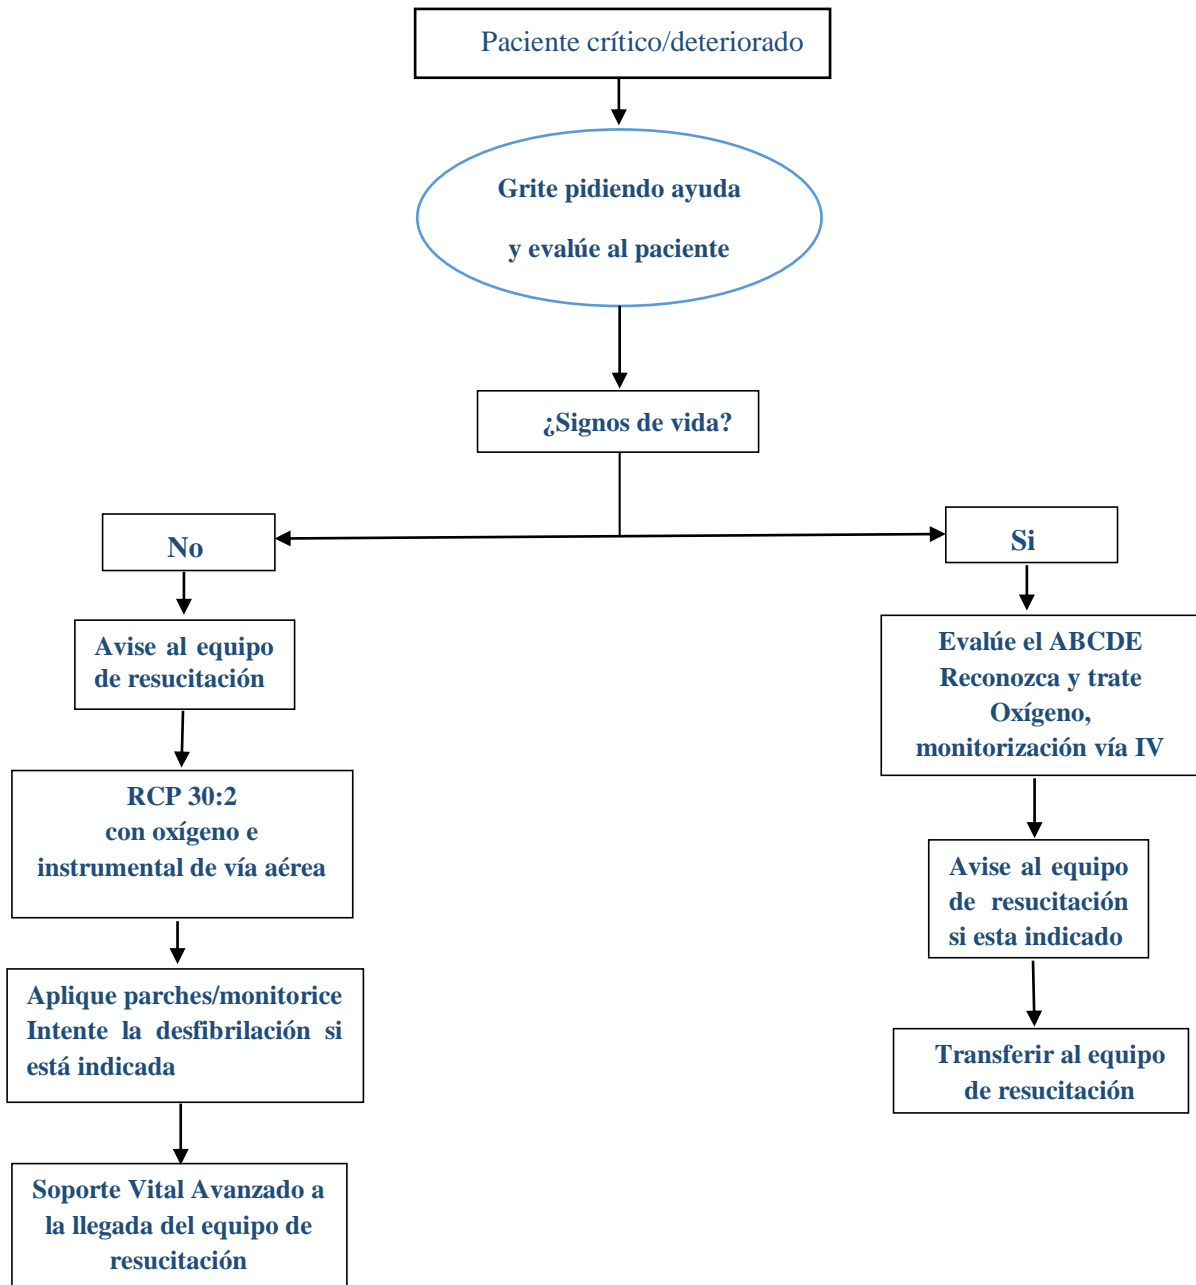 Paciente crítico/deteriorado
Grite pidiendo ayuda
y evalúe al paciente
¿Signos de vida?
No
Avise al equipo
de resucitación
RCP 30:2
con oxígeno e
instrumental de vía aérea
Aplique parches/monitorice
Intente la desfibrilación si
está indicada
Soporte Vital Avanzado a
la llegada del equipo de
resucitación
Si
Evalúe el ABCDE
Reconozca y trate
Oxígeno,
monitorización vía IV
Avise al equipo
de resucitación
si esta indicado
Transferir al equipo
de resucitación